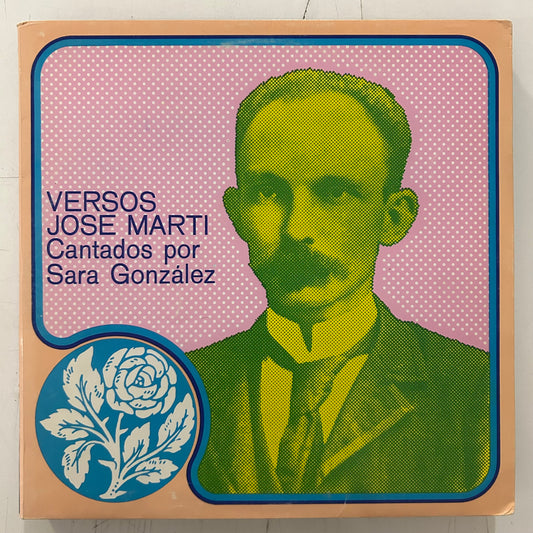 VERSOS
JOSE MARTI
Cantados por
Sara González